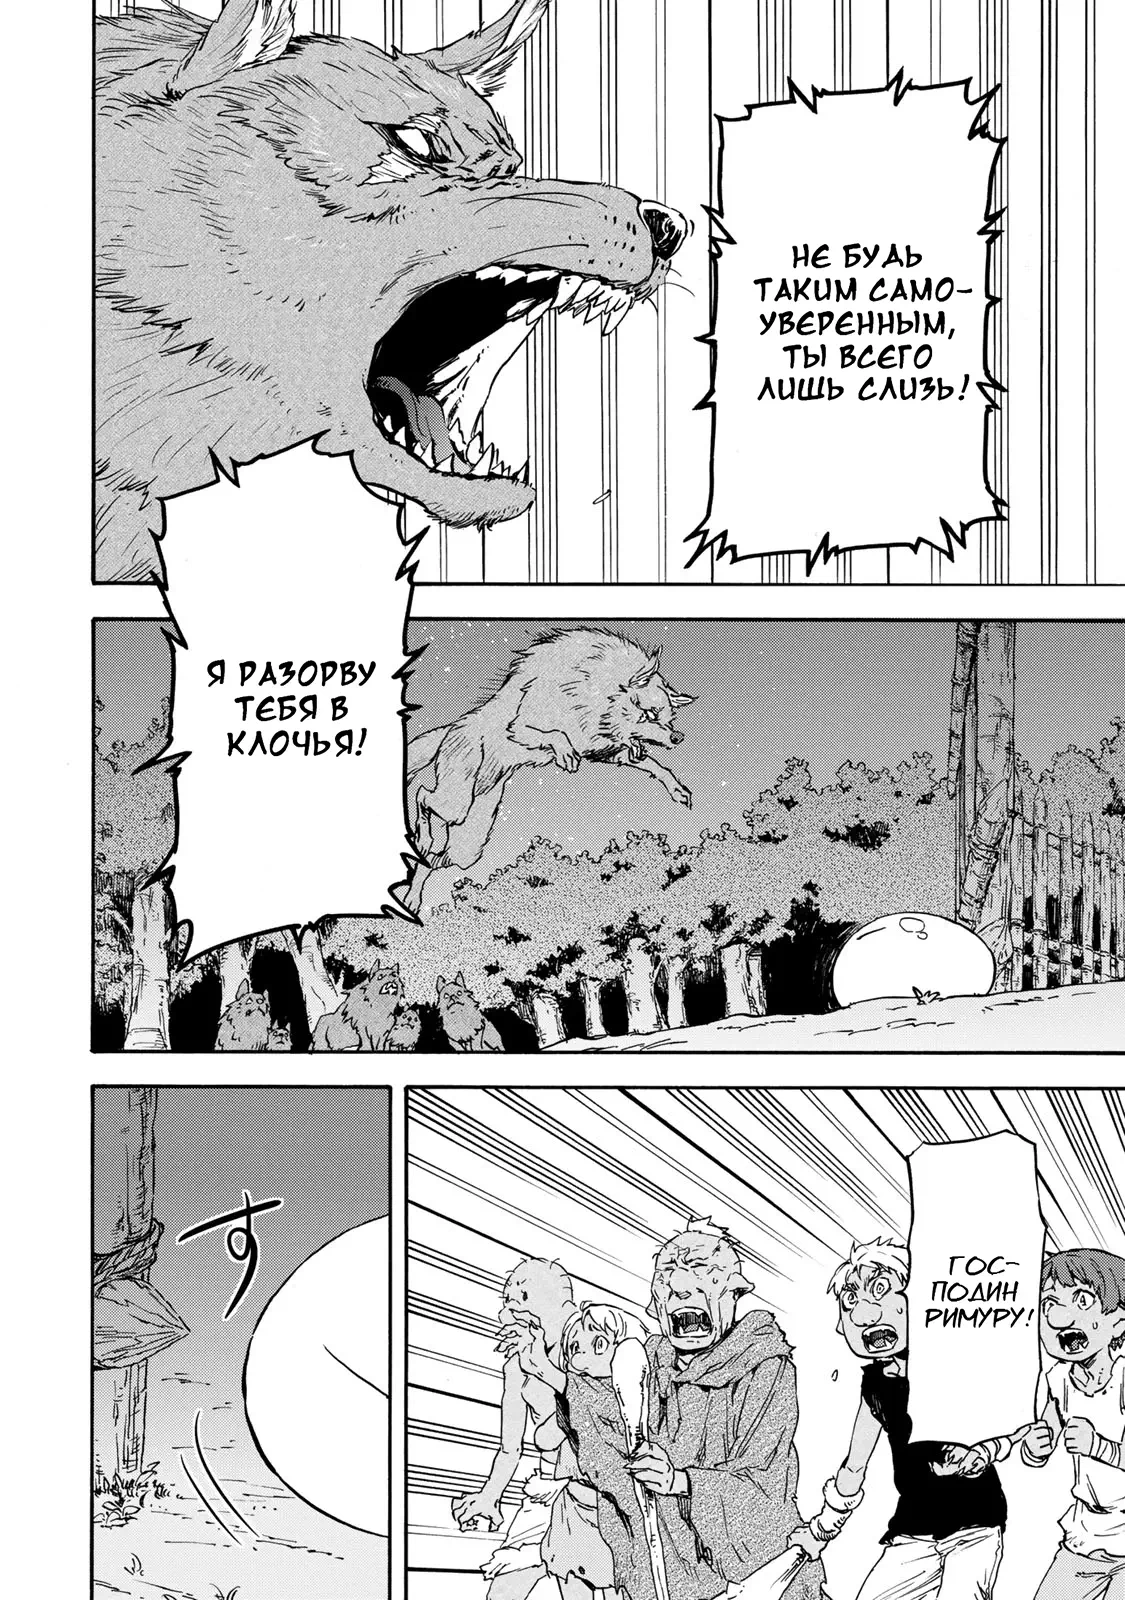 НЕ БУДЬ
ТАКИМ САМО-
УВЕРЕННЫМ,
ТЫ ВСЕГО
ЛИШЬ СЛИЗЬ!
Я РАЗОРВУ
ТЕБЯ В
КЛОЧЬЯ!
ГОС-
ПОДИН
РИМУРУ!
す